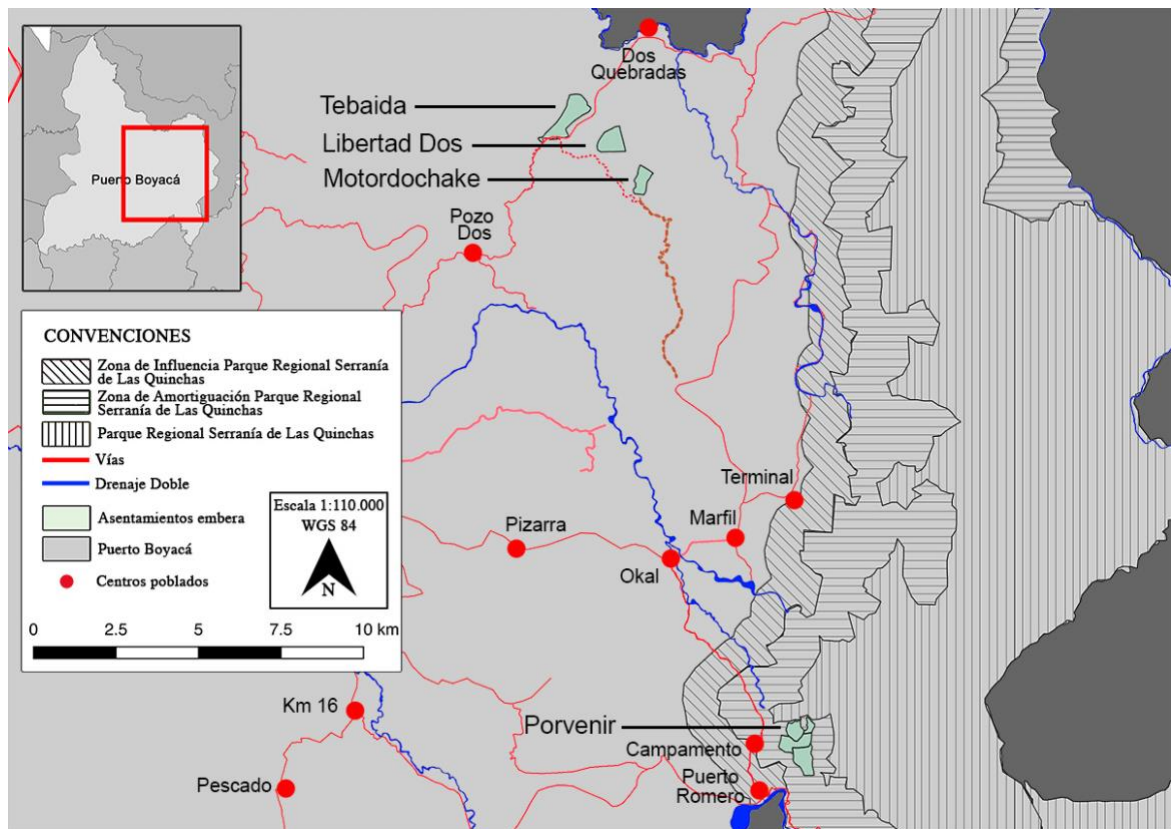 Puerto Boyacá
Dos
Quebradas
Tebaida
Libertad Dos
Motordochake
Pozo
Dos
CONVENCIONES
Zona de Influencia Parque Regional Serranía
de Las Quinchas
Zona de Amortiguación Parque Regional
Serranía de Las Quinchas
Parque Regional Serranía de Las Quinchas
Vías
Drenaje Doble
Asentamientos embera
Puerto Boyacá
Centros poblados
Escala 1:110.000
WGS 84
N
0 2.5 5 7.5 10 km
Terminal
Marfil
Pizarra
Okal
Km 16
Porvenir
Campamento
Pescado
Puerto
Romero